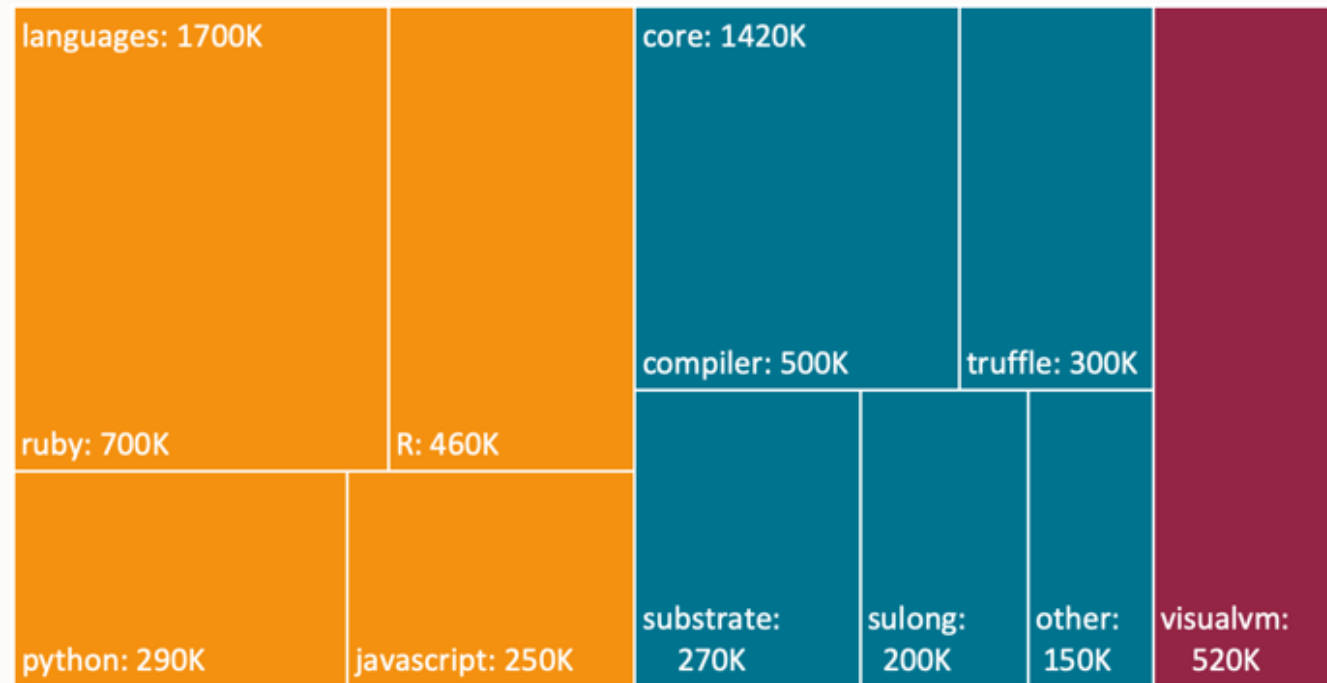 languages: 1700K
core: 1420K
compiler: 500K
truffle: 300K
ruby: 700K
R: 460K
substrate:
270K
sulong:
200K
other:
150K
visualvm:
520K
python: 290K
javascript: 250K